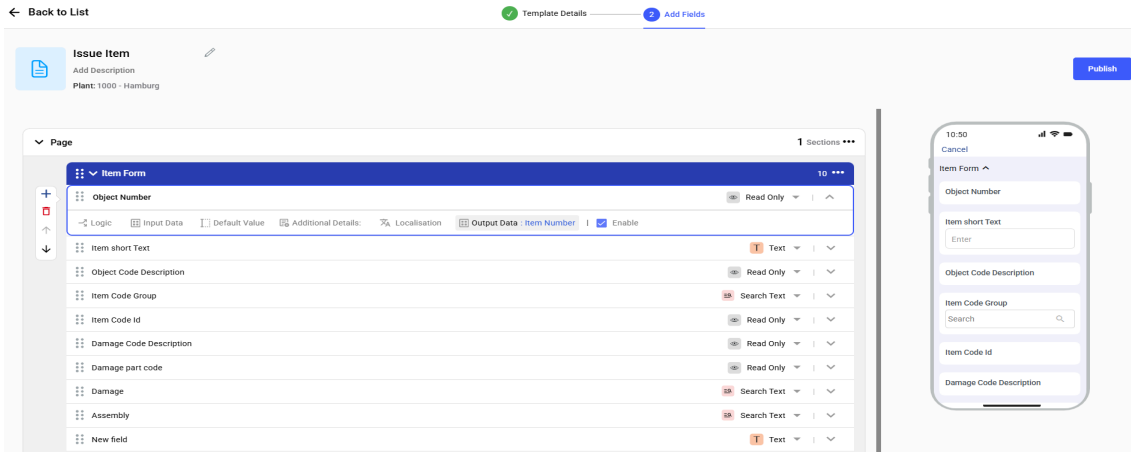 Back to List
Template Details
2 Add Fields
Issue Item
Add Description
Plant: 1000 - Hamburg
Publish
Page
1 Sections
Item Form
10
Object Number
Read Only
Logic
Input Data
Default Value
Additional Details:
Localisation
Output Data : Item Number
Enable
Item short Text
T Text
Object Code Description
Read Only
Item Code Group
Search Text
Item Code Id
Read Only
Damage Code Description
Read Only
Damage part code
Read Only
Damage
Search Text
Assembly
Search Text
New field
T Text
10:50
Cancel
Item Form
Object Number
Item short Text
Enter
Object Code Description
Item Code Group
Search
Item Code Id
Damage Code Description